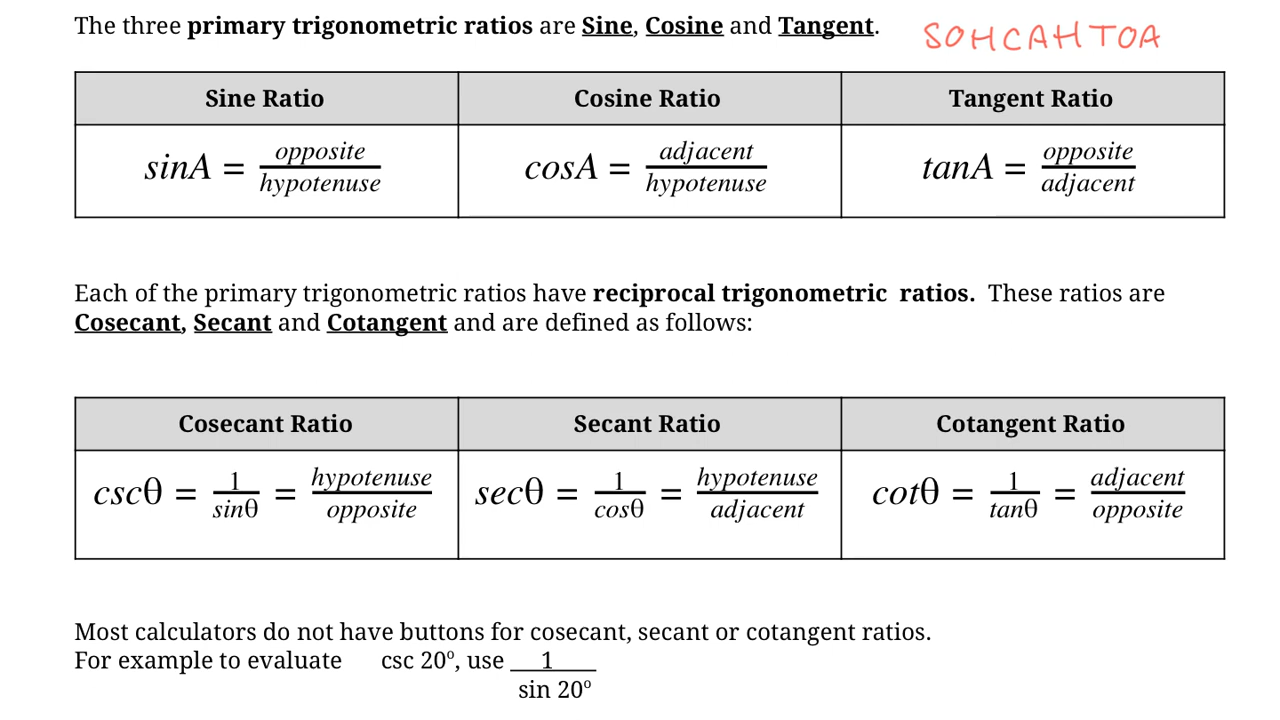 The three primary trigonometric ratios are Sine, Cosine and Tangent. SOHCAHTOA
Sine Ratio Cosine Ratio Tangent Ratio
sinA = opposite/hypotenuse cosA = adjacent/hypotenuse tanA = opposite/adjacent
Each of the primary trigonometric ratios have reciprocal trigonometric ratios. These ratios are
Cosecant, Secant and Cotangent and are defined as follows:
Cosecant Ratio Secant Ratio Cotangent Ratio
cscθ = 1/sinθ = hypotenuse/opposite secθ = 1/cosθ = hypotenuse/adjacent cotθ = 1/tanθ = adjacent/opposite
Most calculators do not have buttons for cosecant, secant or cotangent ratios.
For example to evaluate csc 20º, use 1
sin 20º